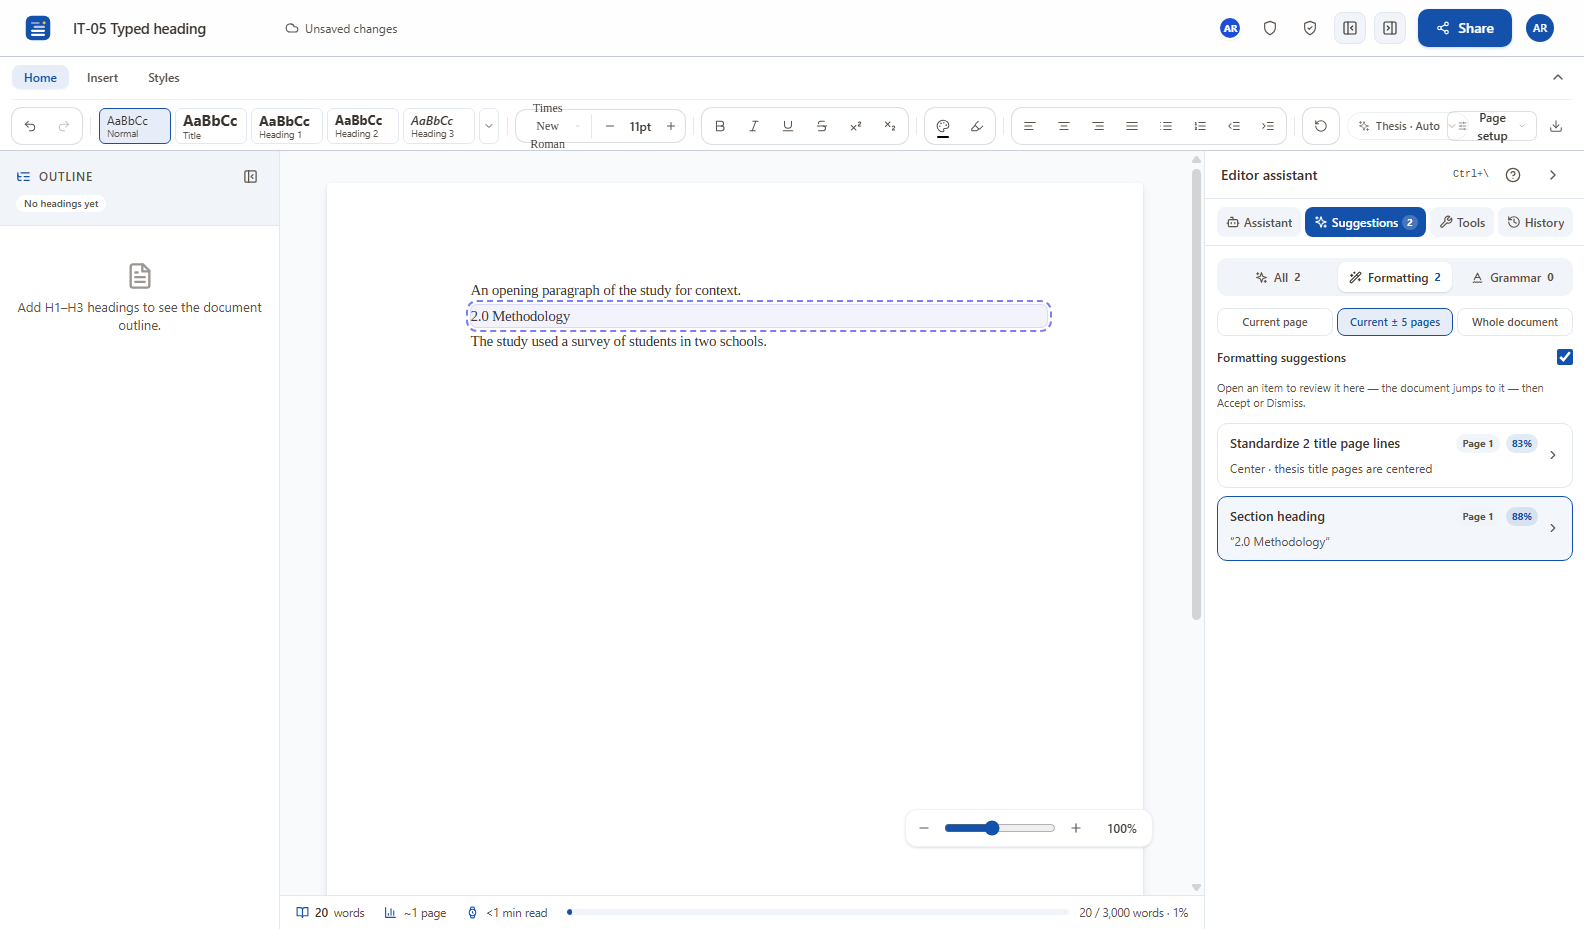 IT-05 Typed heading
Unsaved changes
AR
Share
AR
Home
Insert
Styles
AaBbCc
Normal
AaBbCc
Title
AaBbCc
Heading 1
AaBbCc
Heading 2
AaBbCc
Heading 3
Times
New
Roman
11pt
B
I
U
S
x²
x₂
Thesis · Auto
Page
setup
OUTLINE
No headings yet
Add H1–H3 headings to see the document
outline.
An opening paragraph of the study for context.
2.0 Methodology
The study used a survey of students in two schools.
100%
20 words
~1 page
<1 min read
20 / 3,000 words · 1%
Editor assistant
Ctrl+\
Assistant
Suggestions 2
Tools
History
All 2
Formatting 2
Grammar 0
Current page
Current ± 5 pages
Whole document
Formatting suggestions
Open an item to review it here — the document jumps to it — then
Accept or Dismiss.
Standardize 2 title page lines
Page 1
83%
Center · thesis title pages are centered
Section heading
Page 1
88%
“2.0 Methodology”